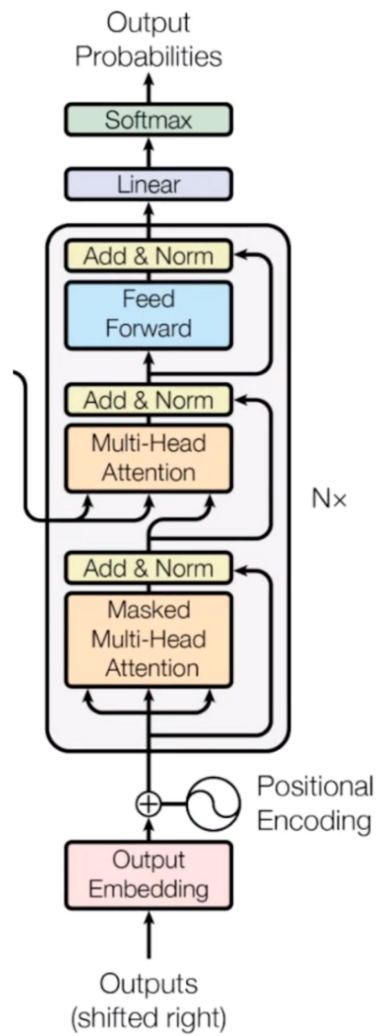 Output
Probabilities
Softmax
Linear
Add & Norm
Feed
Forward
Add & Norm
Multi-Head
Attention
N×
Add & Norm
Masked
Multi-Head
Attention
Positional
Encoding
Output
Embedding
Outputs
(shifted right)